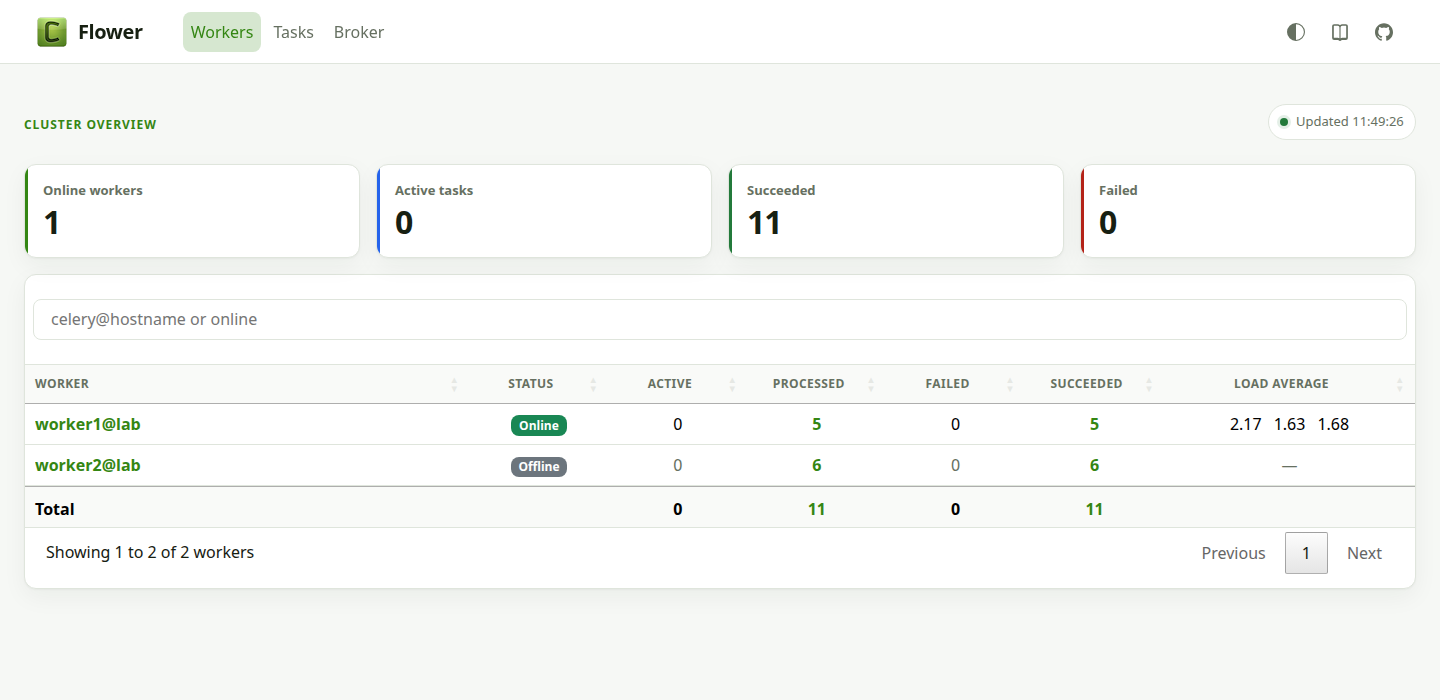 C Flower Workers Tasks Broker
CLUSTER OVERVIEW
Updated 11:49:26
Online workers
1
Active tasks
0
Succeeded
11
Failed
0
celery@hostname or online
WORKER STATUS ACTIVE PROCESSED FAILED SUCCEEDED LOAD AVERAGE
worker1@lab Online 0 5 0 5 2.17 1.63 1.68
worker2@lab Offline 0 6 0 6 —
Total 0 11 0 11
Showing 1 to 2 of 2 workers
Previous 1 Next